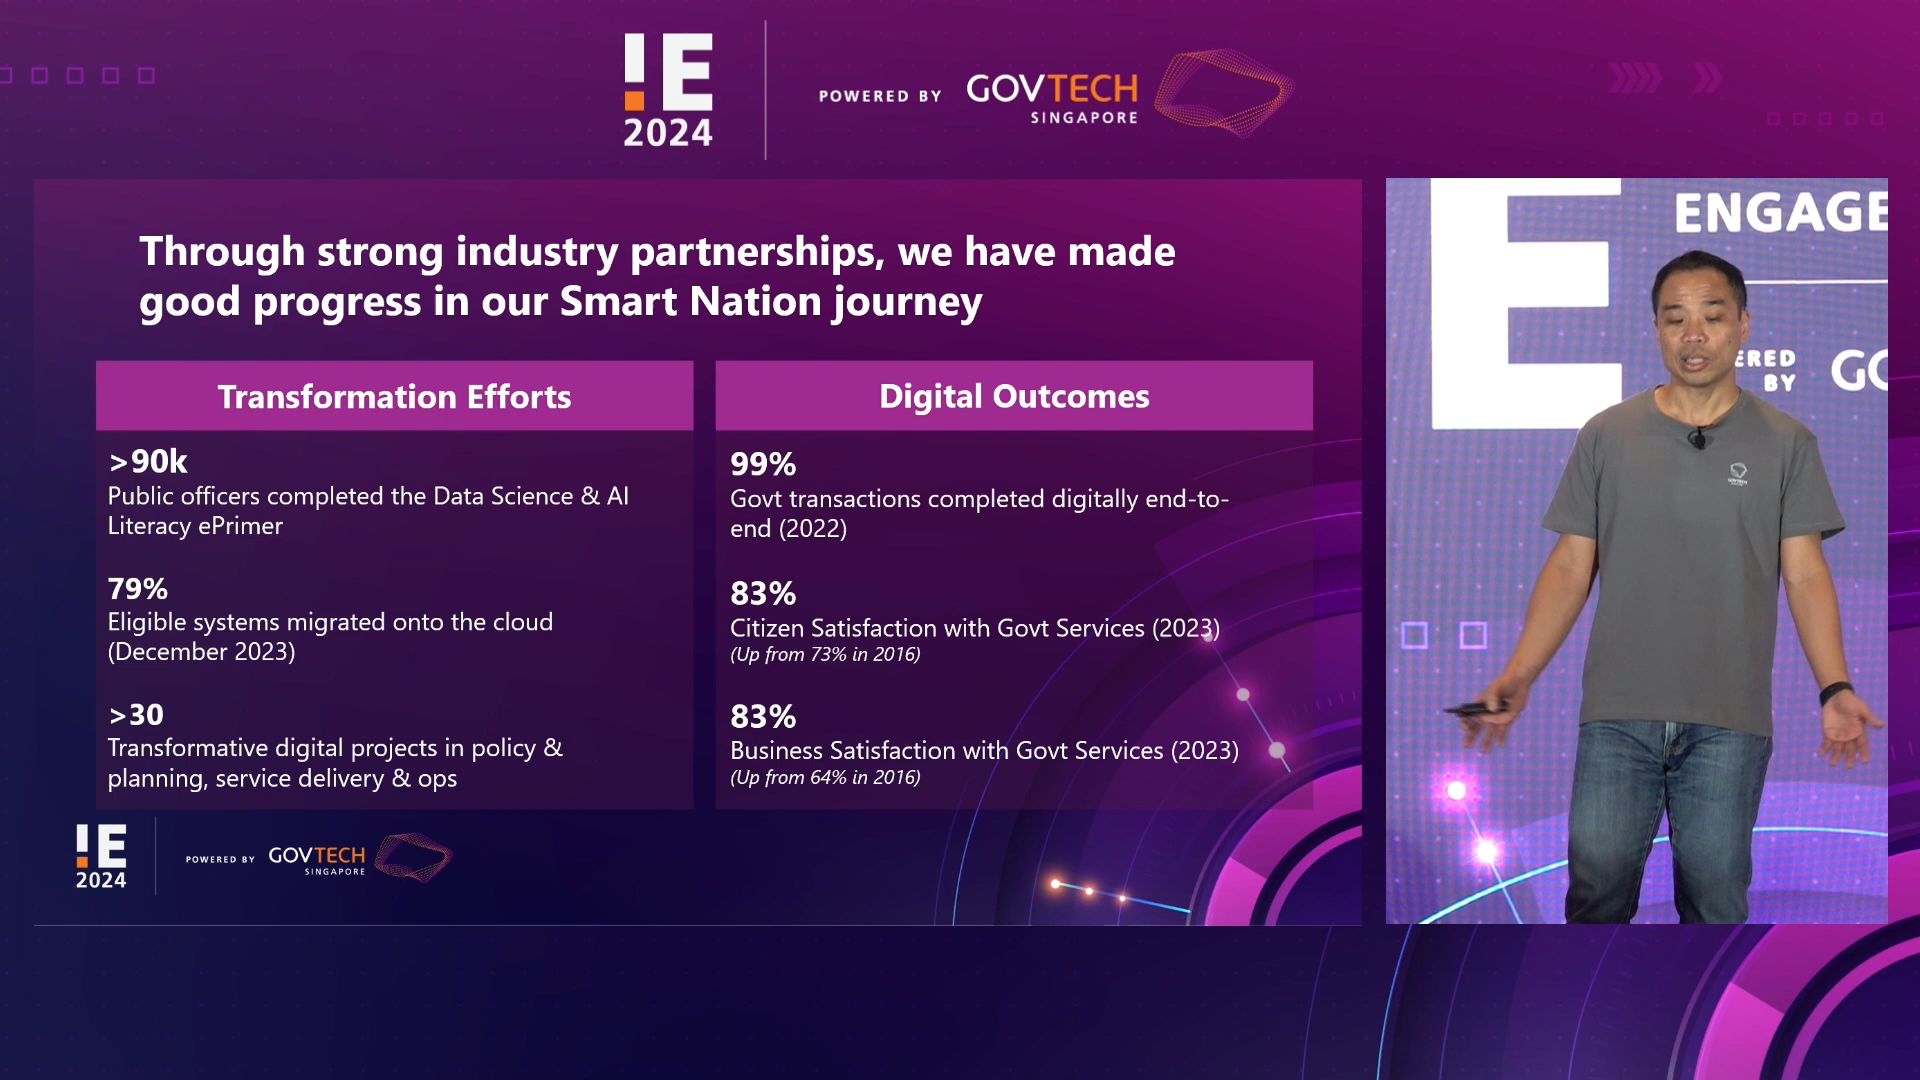 !E
2024
POWERED BY
GOVTECH
SINGAPORE
Through strong industry partnerships, we have made
good progress in our Smart Nation journey
Transformation Efforts
>90k
Public officers completed the Data Science & AI
Literacy ePrimer
79%
Eligible systems migrated onto the cloud
(December 2023)
>30
Transformative digital projects in policy &
planning, service delivery & ops
Digital Outcomes
99%
Govt transactions completed digitally end-to-
end (2022)
83%
Citizen Satisfaction with Govt Services (2023)
(Up from 73% in 2016)
83%
Business Satisfaction with Govt Services (2023)
(Up from 64% in 2016)
!E
2024
POWERED BY
GOVTECH
SINGAPORE
E
ENGAGE
ERED
BY
GO